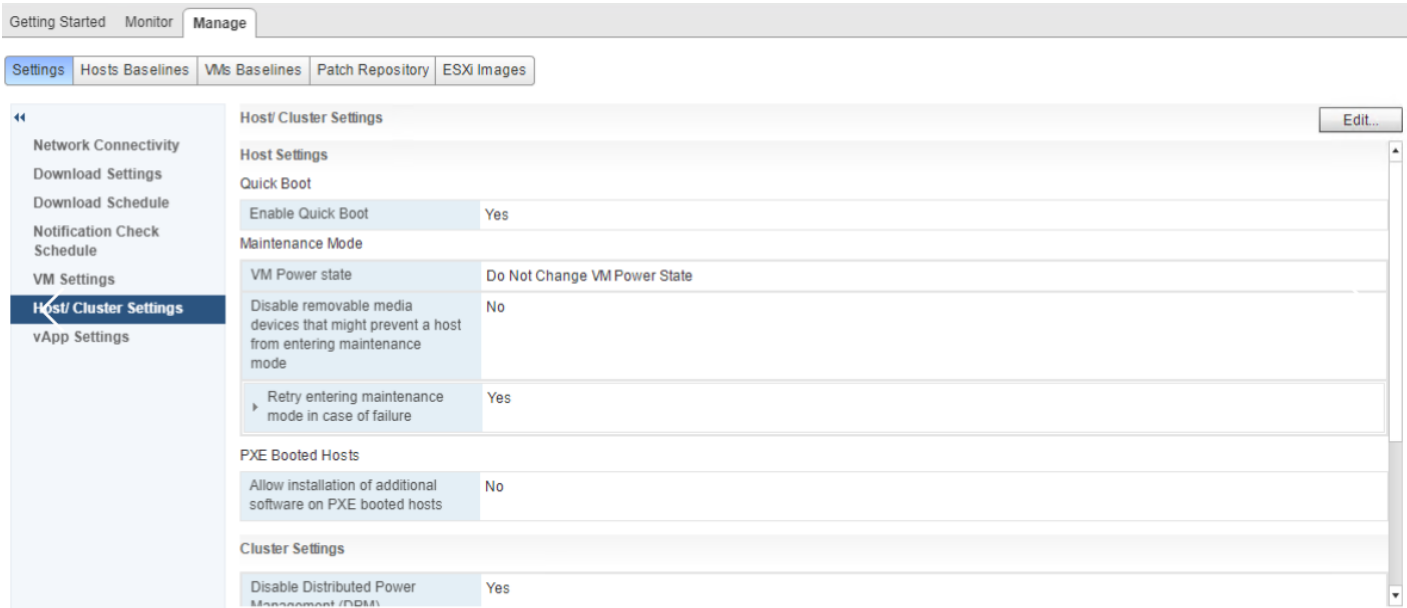 Getting Started Monitor Manage
Settings Hosts Baselines VMs Baselines Patch Repository ESXi Images
Host/ Cluster Settings Edit...
Network Connectivity
Download Settings
Download Schedule
Notification Check
Schedule
VM Settings
Host/ Cluster Settings
vApp Settings
Host Settings
Quick Boot
Enable Quick Boot Yes
Maintenance Mode
VM Power state Do Not Change VM Power State
Disable removable media No
devices that might prevent a host
from entering maintenance
mode
Retry entering maintenance Yes
mode in case of failure
PXE Booted Hosts
Allow installation of additional No
software on PXE booted hosts
Cluster Settings
Disable Distributed Power Yes
Management (DPM)